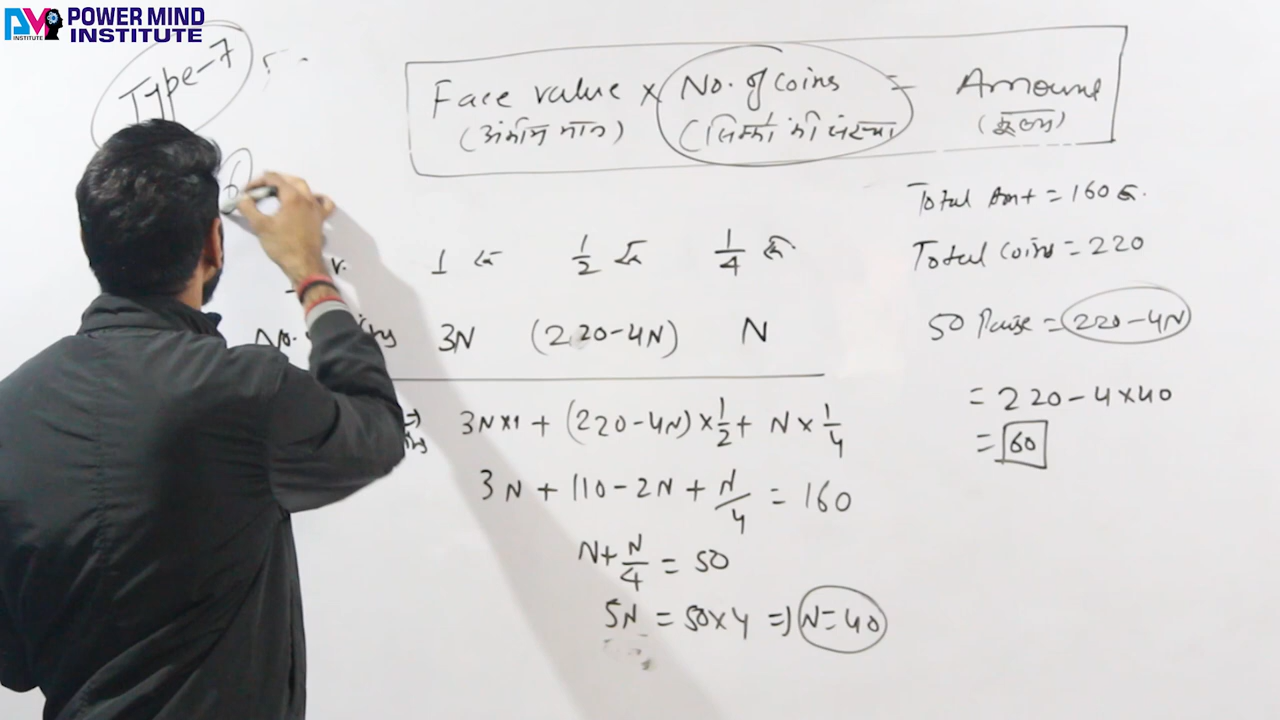 POWER MIND
INSTITUTE
INSTITUTE
Type-7
Face value × No. of coins = Amount
(अंकित मान) (सिक्कों की संख्या)
Total Amt = 160
1 ₹ 1/2 ₹ 1/4 ₹
Total coins = 220
No. 3N (220-4N) N
50 Paise = 220-4N
= 220-4×40
= 60
3N×1 + (220-4N)×1/2 + N×1/4
3N + 110-2N + N/4 = 160
N+N/4 = 50
5N = 50×4 => N=40